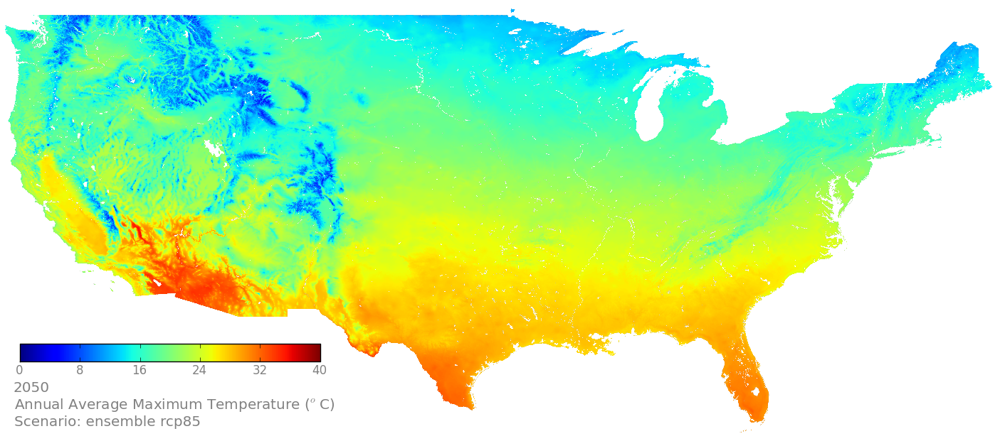 0 8 16 24 32 40
2050
Annual Average Maximum Temperature (° C)
Scenario: ensemble rcp85